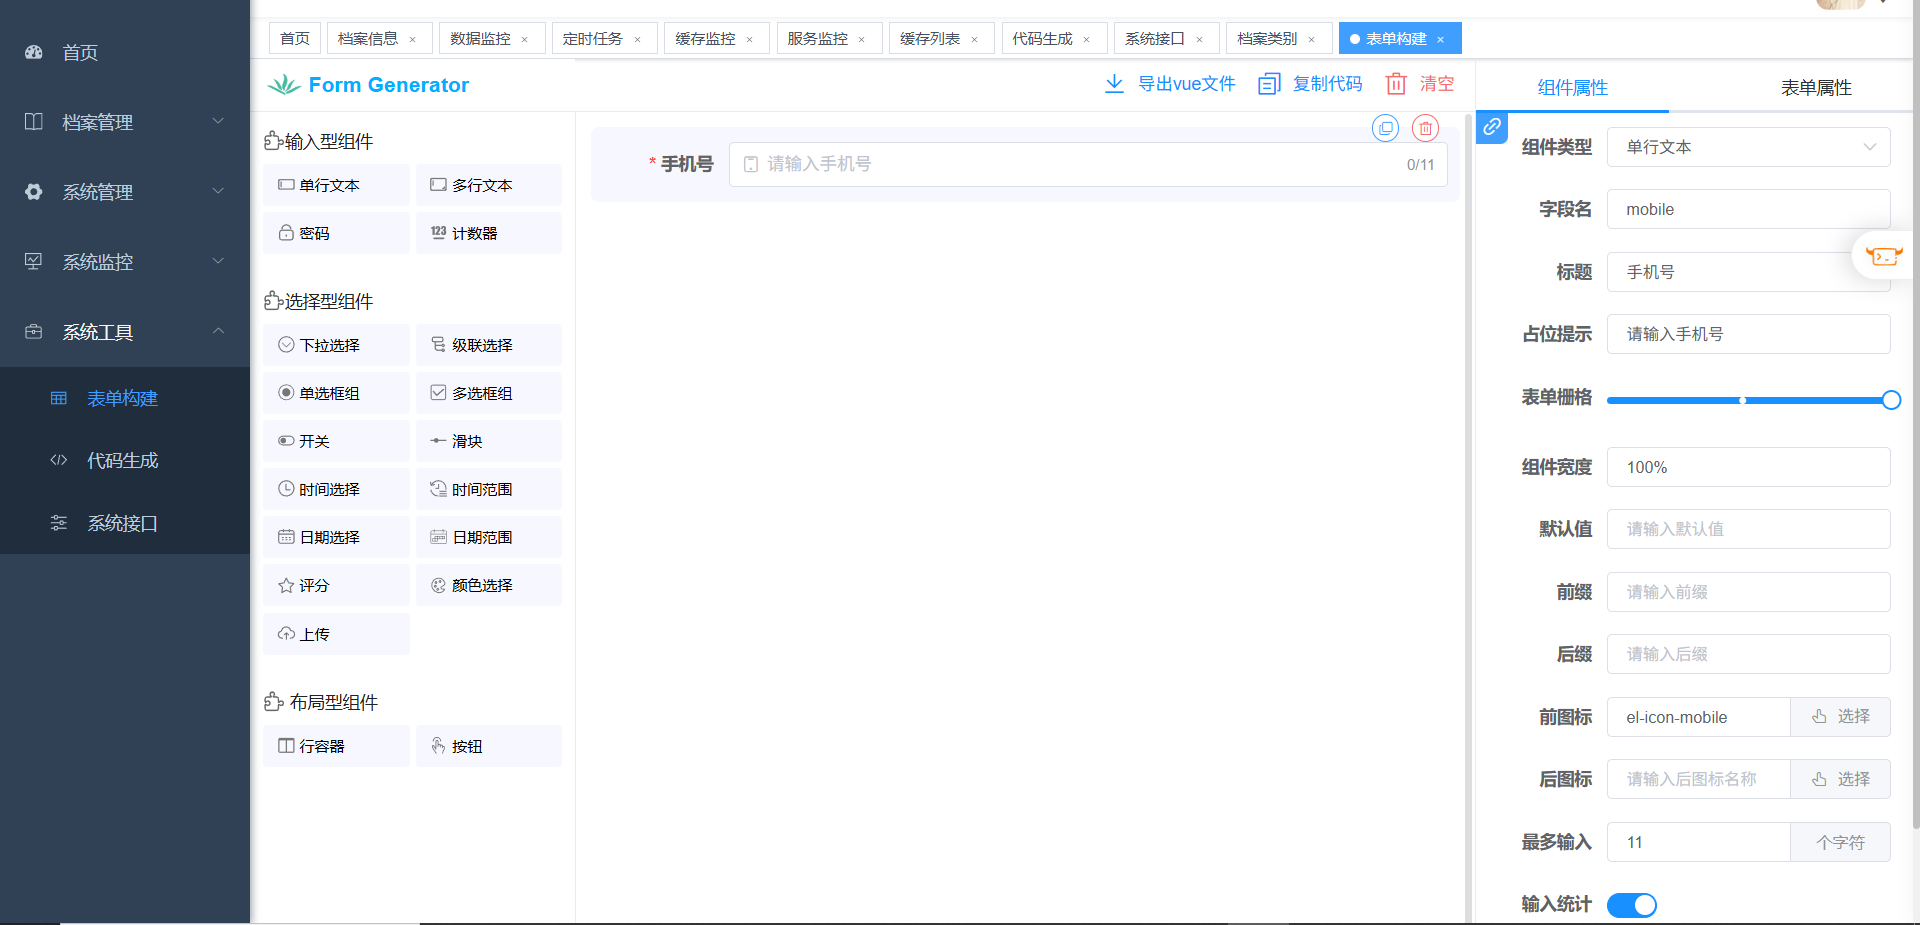 首页
档案管理
系统管理
系统监控
系统工具
表单构建
代码生成
系统接口
首页 档案信息 × 数据监控 × 定时任务 × 缓存监控 × 服务监控 × 缓存列表 × 代码生成 × 系统接口 × 档案类别 × 表单构建 ×
Form Generator
导出vue文件 复制代码 清空
输入型组件
单行文本 多行文本
密码 123 计数器
选择型组件
下拉选择 级联选择
单选框组 多选框组
开关 滑块
时间选择 时间范围
日期选择 日期范围
评分 颜色选择
上传
布局型组件
行容器 按钮
* 手机号 请输入手机号 0/11
组件属性 表单属性
组件类型 单行文本
字段名 mobile
标题 手机号
占位提示 请输入手机号
表单栅格
组件宽度 100%
默认值 请输入默认值
前缀 请输入前缀
后缀 请输入后缀
前图标 el-icon-mobile 选择
后图标 请输入后图标名称 选择
最多输入 11 个字符
输入统计